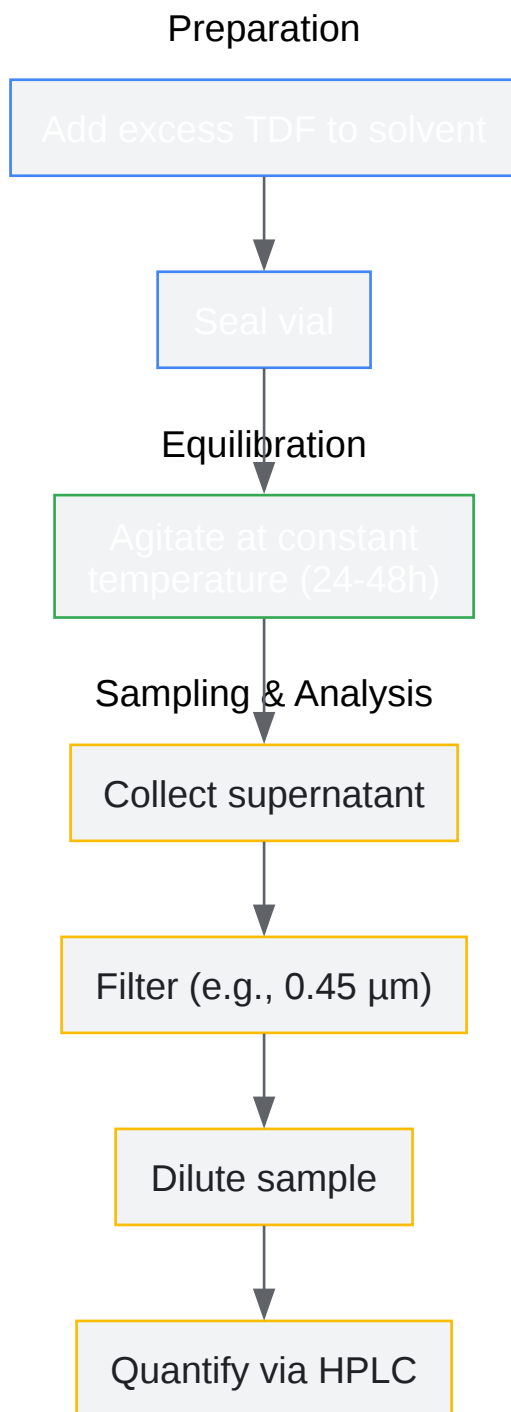 Preparation
Add excess TDF to solvent
Seal vial
Equilibration
Agitate at constant
temperature (24-48h)
Sampling & Analysis
Collect supernatant
Filter (e.g., 0.45 µm)
Dilute sample
Quantify via HPLC